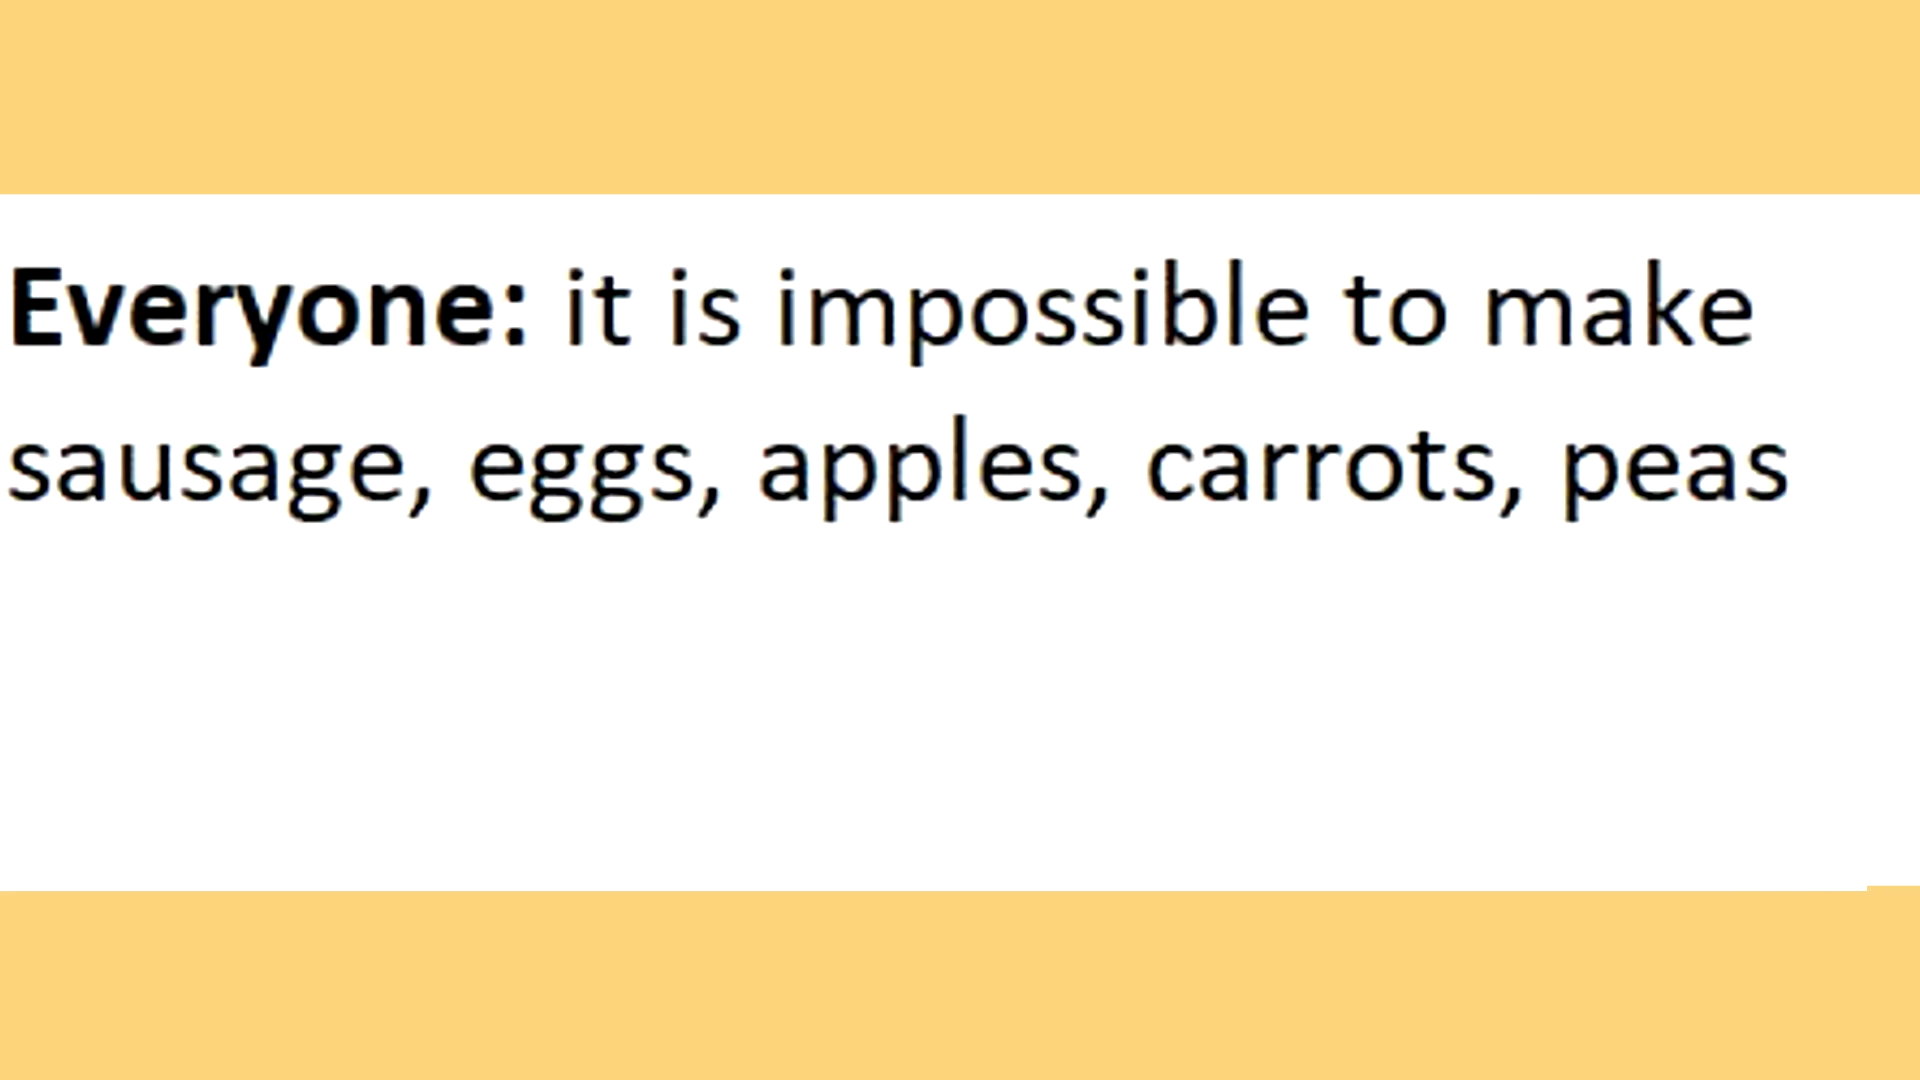 Everyone: it is impossible to make
sausage, eggs, apples, carrots, peas